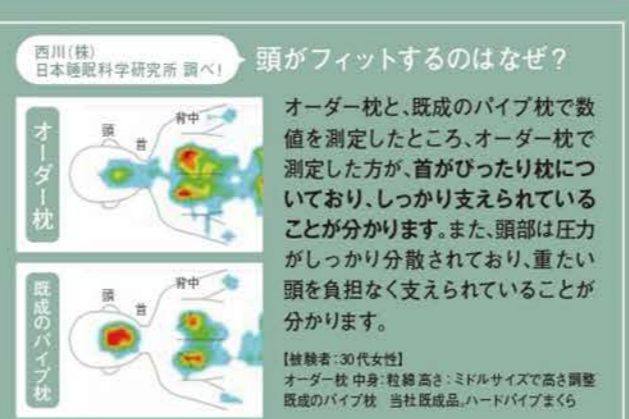 西川(株)
日本睡眠科学研究所 調べ!
頭がフィットするのはなぜ?
オーダー枕
頭
首
背中
既成のパイプ枕
頭
首
背中
オーダー枕と、既成のパイプ枕で数
値を測定したところ、オーダー枕で
測定した方が、首がぴったり枕につ
いており、しっかり支えられている
ことが分かります。また、頭部は圧力
がしっかり分散されており、重たい
頭を負担なく支えられていることが
分かります。
【被験者:30代女性】
オーダー枕 中身:粒綿 高さ:ミドルサイズで高さ調整
既成のパイプ枕 当社既成品、ハードパイプまくら